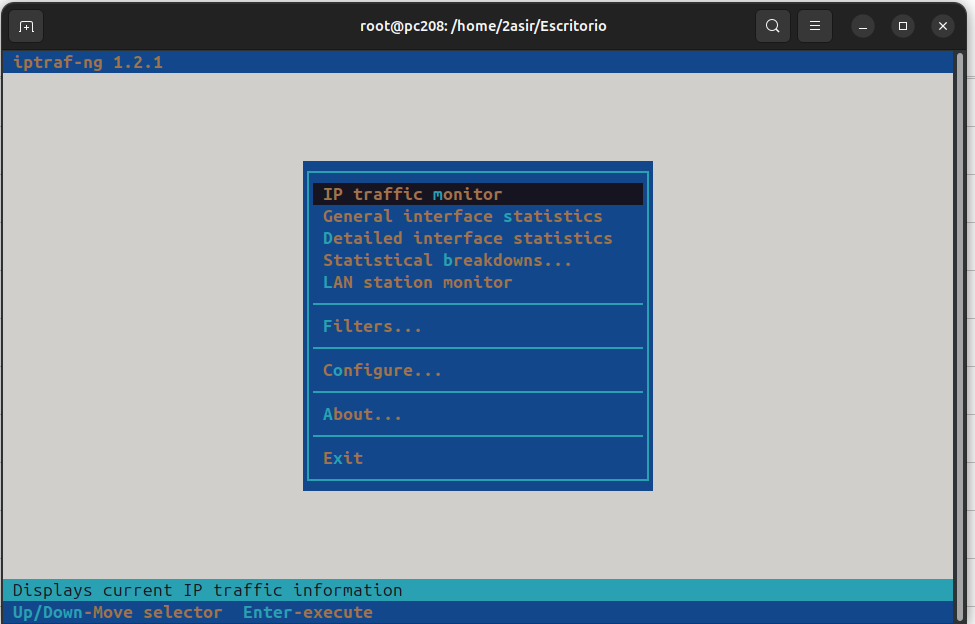 root@pc208: /home/2asir/Escritorio
iptraf-ng 1.2.1
IP traffic monitor
General interface statistics
Detailed interface statistics
Statistical breakdowns...
LAN station monitor
Filters...
Configure...
About...
Exit
Displays current IP traffic information
Up/Down-Move selector  Enter-execute